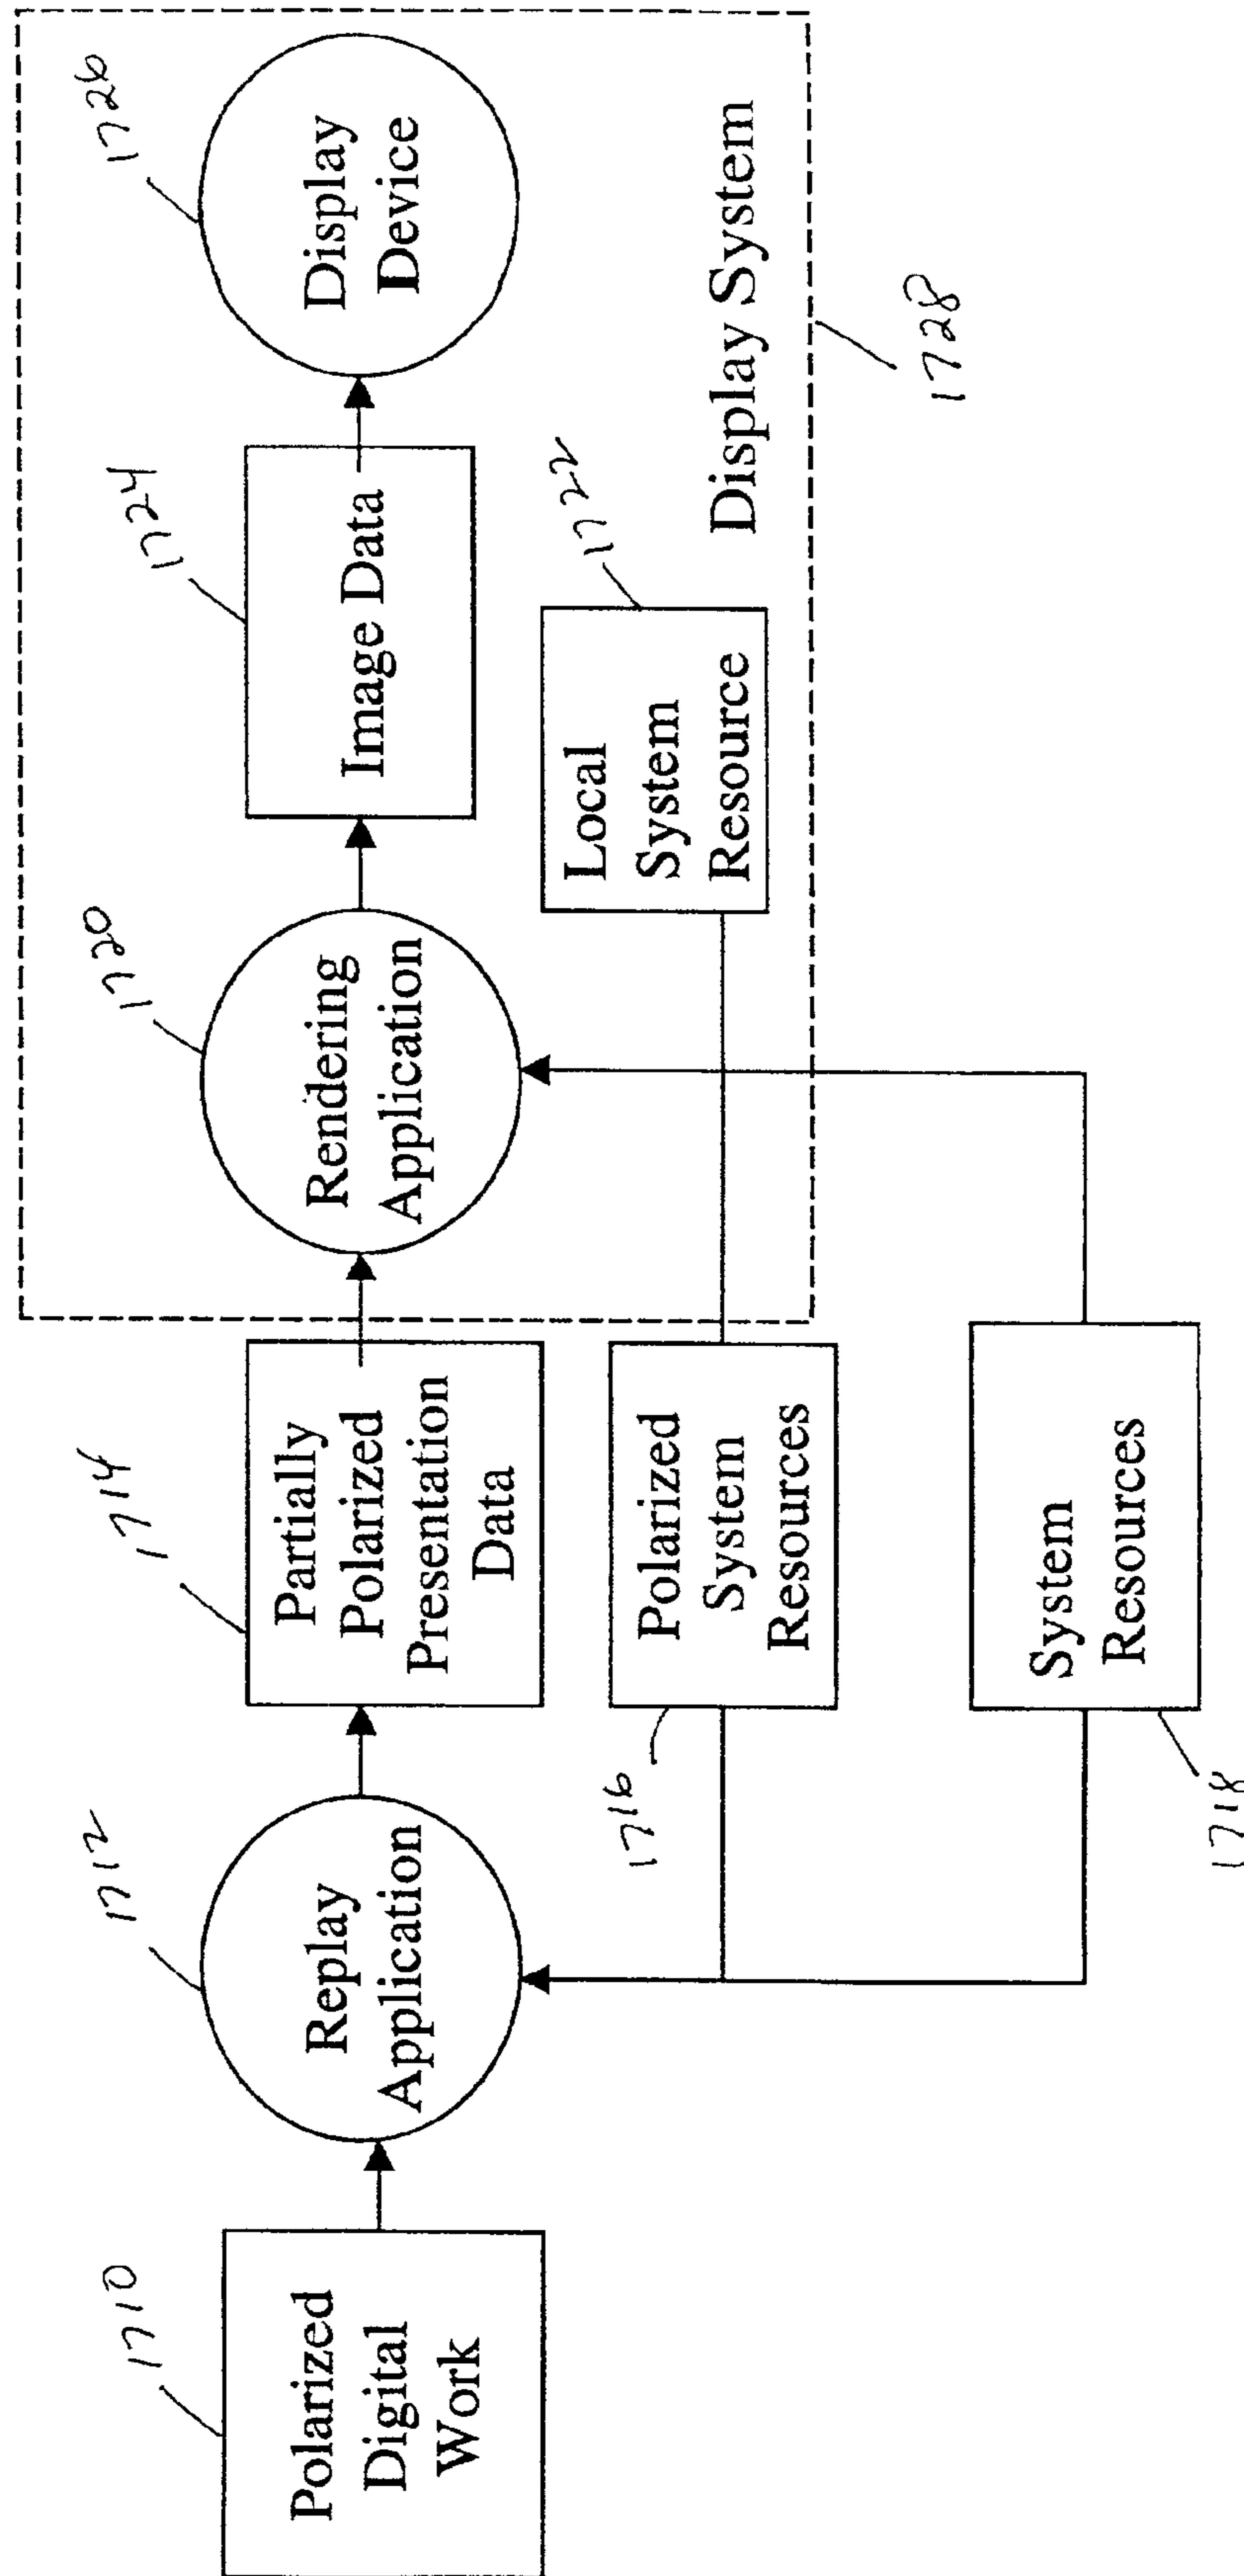 1710
Polarized
Digital
Work
1712
Replay
Application
1714
Partially
Polarized
Presentation
Data
1716
Polarized
System
Resources
1718
System
Resources
1720
Rendering
Application
1722
Local
System
Resource
1724
Image Data
1726
Display
Device
Display System
1728